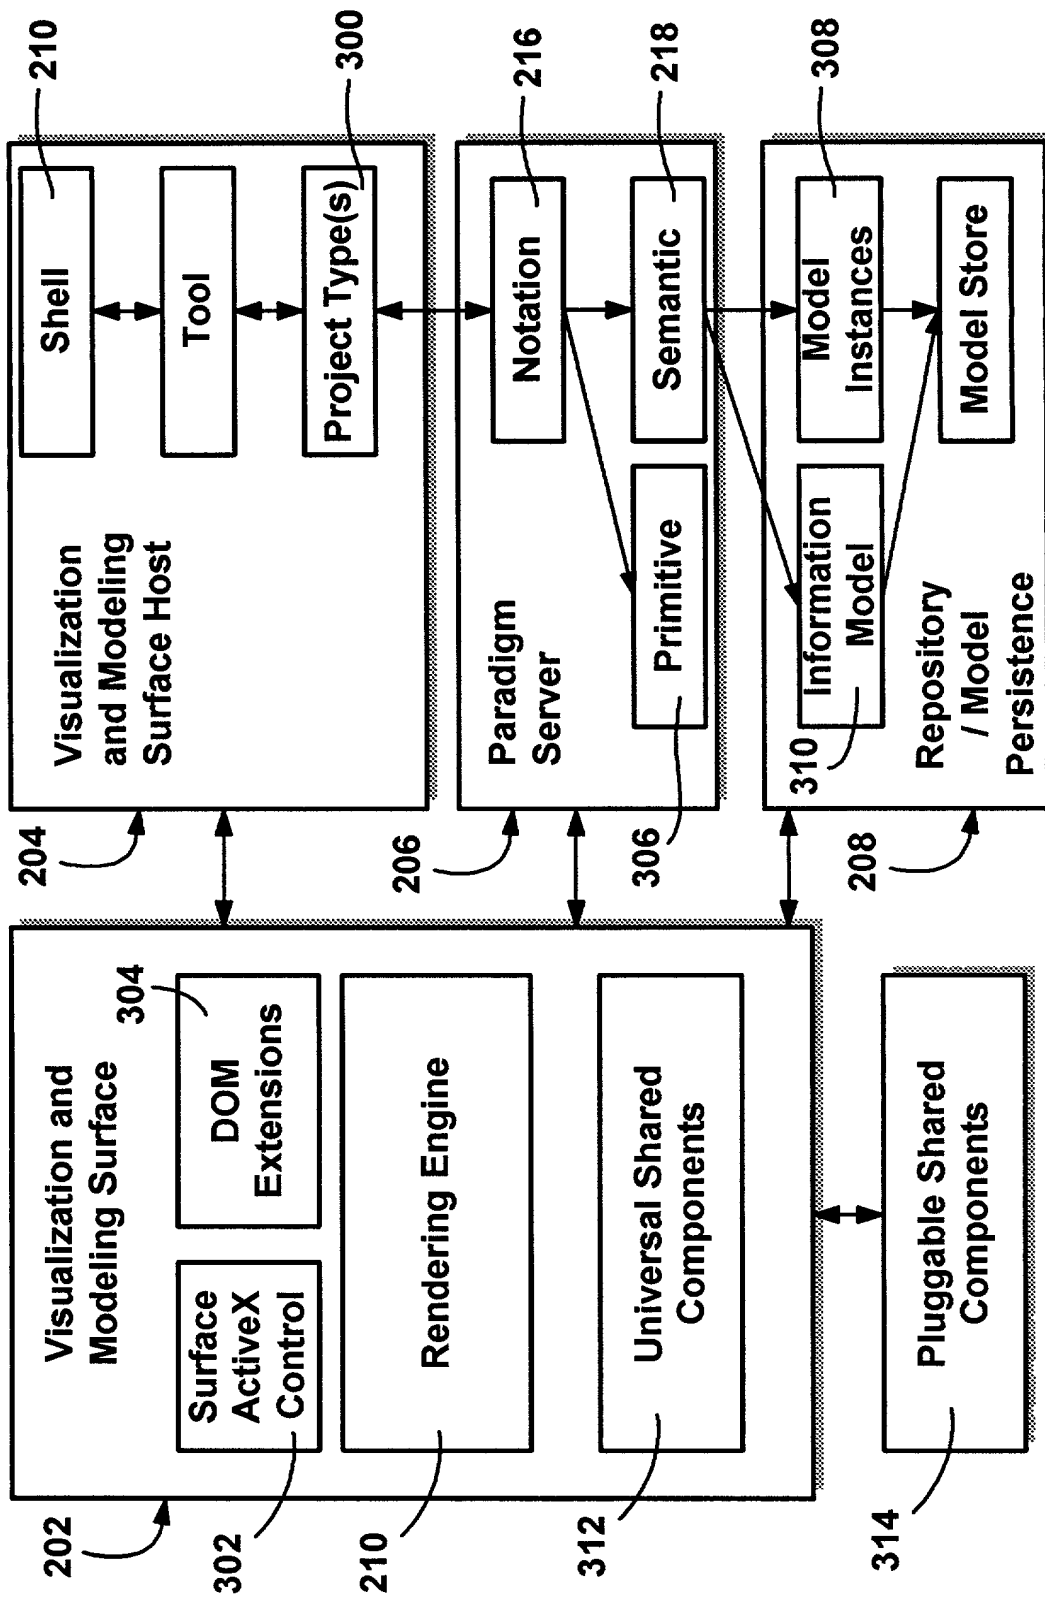 202
Visualization and
Modeling Surface
302
Surface
ActiveX
Control
304
DOM
Extensions
210
Rendering Engine
312
Universal Shared
Components
314
Pluggable Shared
Components
204
Visualization
and Modeling
Surface Host
Shell
210
Tool
Project Type(s)
300
206
Paradigm
Server
Notation
216
306
Primitive
Semantic
218
208
310
Information
Model
Model
Instances
308
Repository
/ Model
Persistence
Model Store